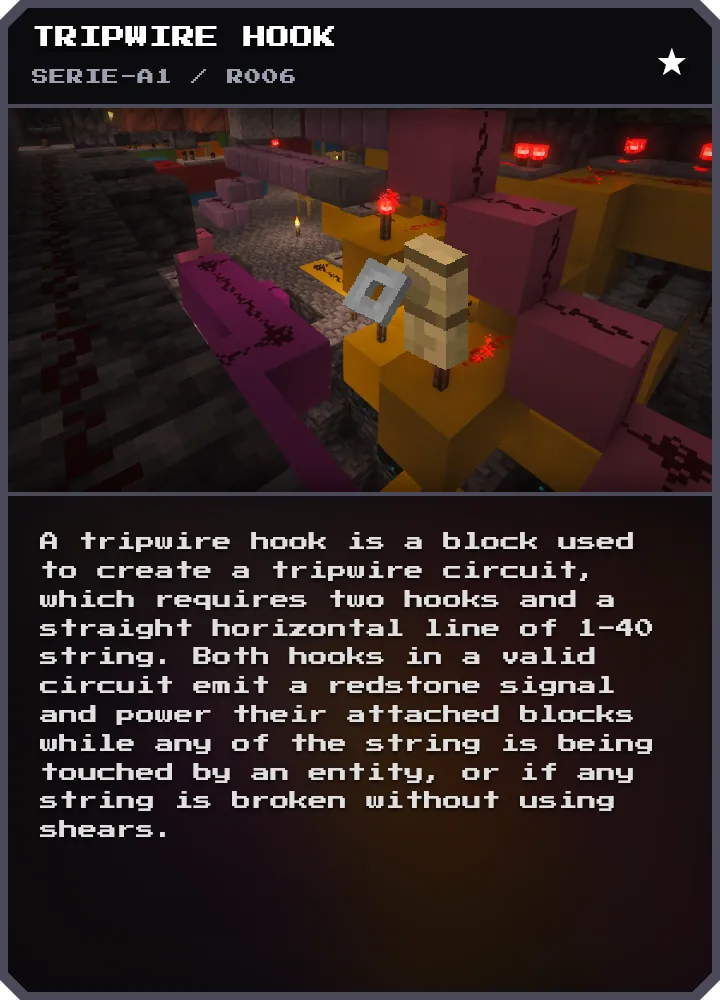 TRIPWIRE HOOK
SERIE-A1 / R006
A tripwire hook is a block used
to create a tripwire circuit,
which requires two hooks and a
straight horizontal line of 1-40
string. Both hooks in a valid
circuit emit a redstone signal
and power their attached blocks
while any of the string is being
touched by an entity, or if any
string is broken without using
shears.